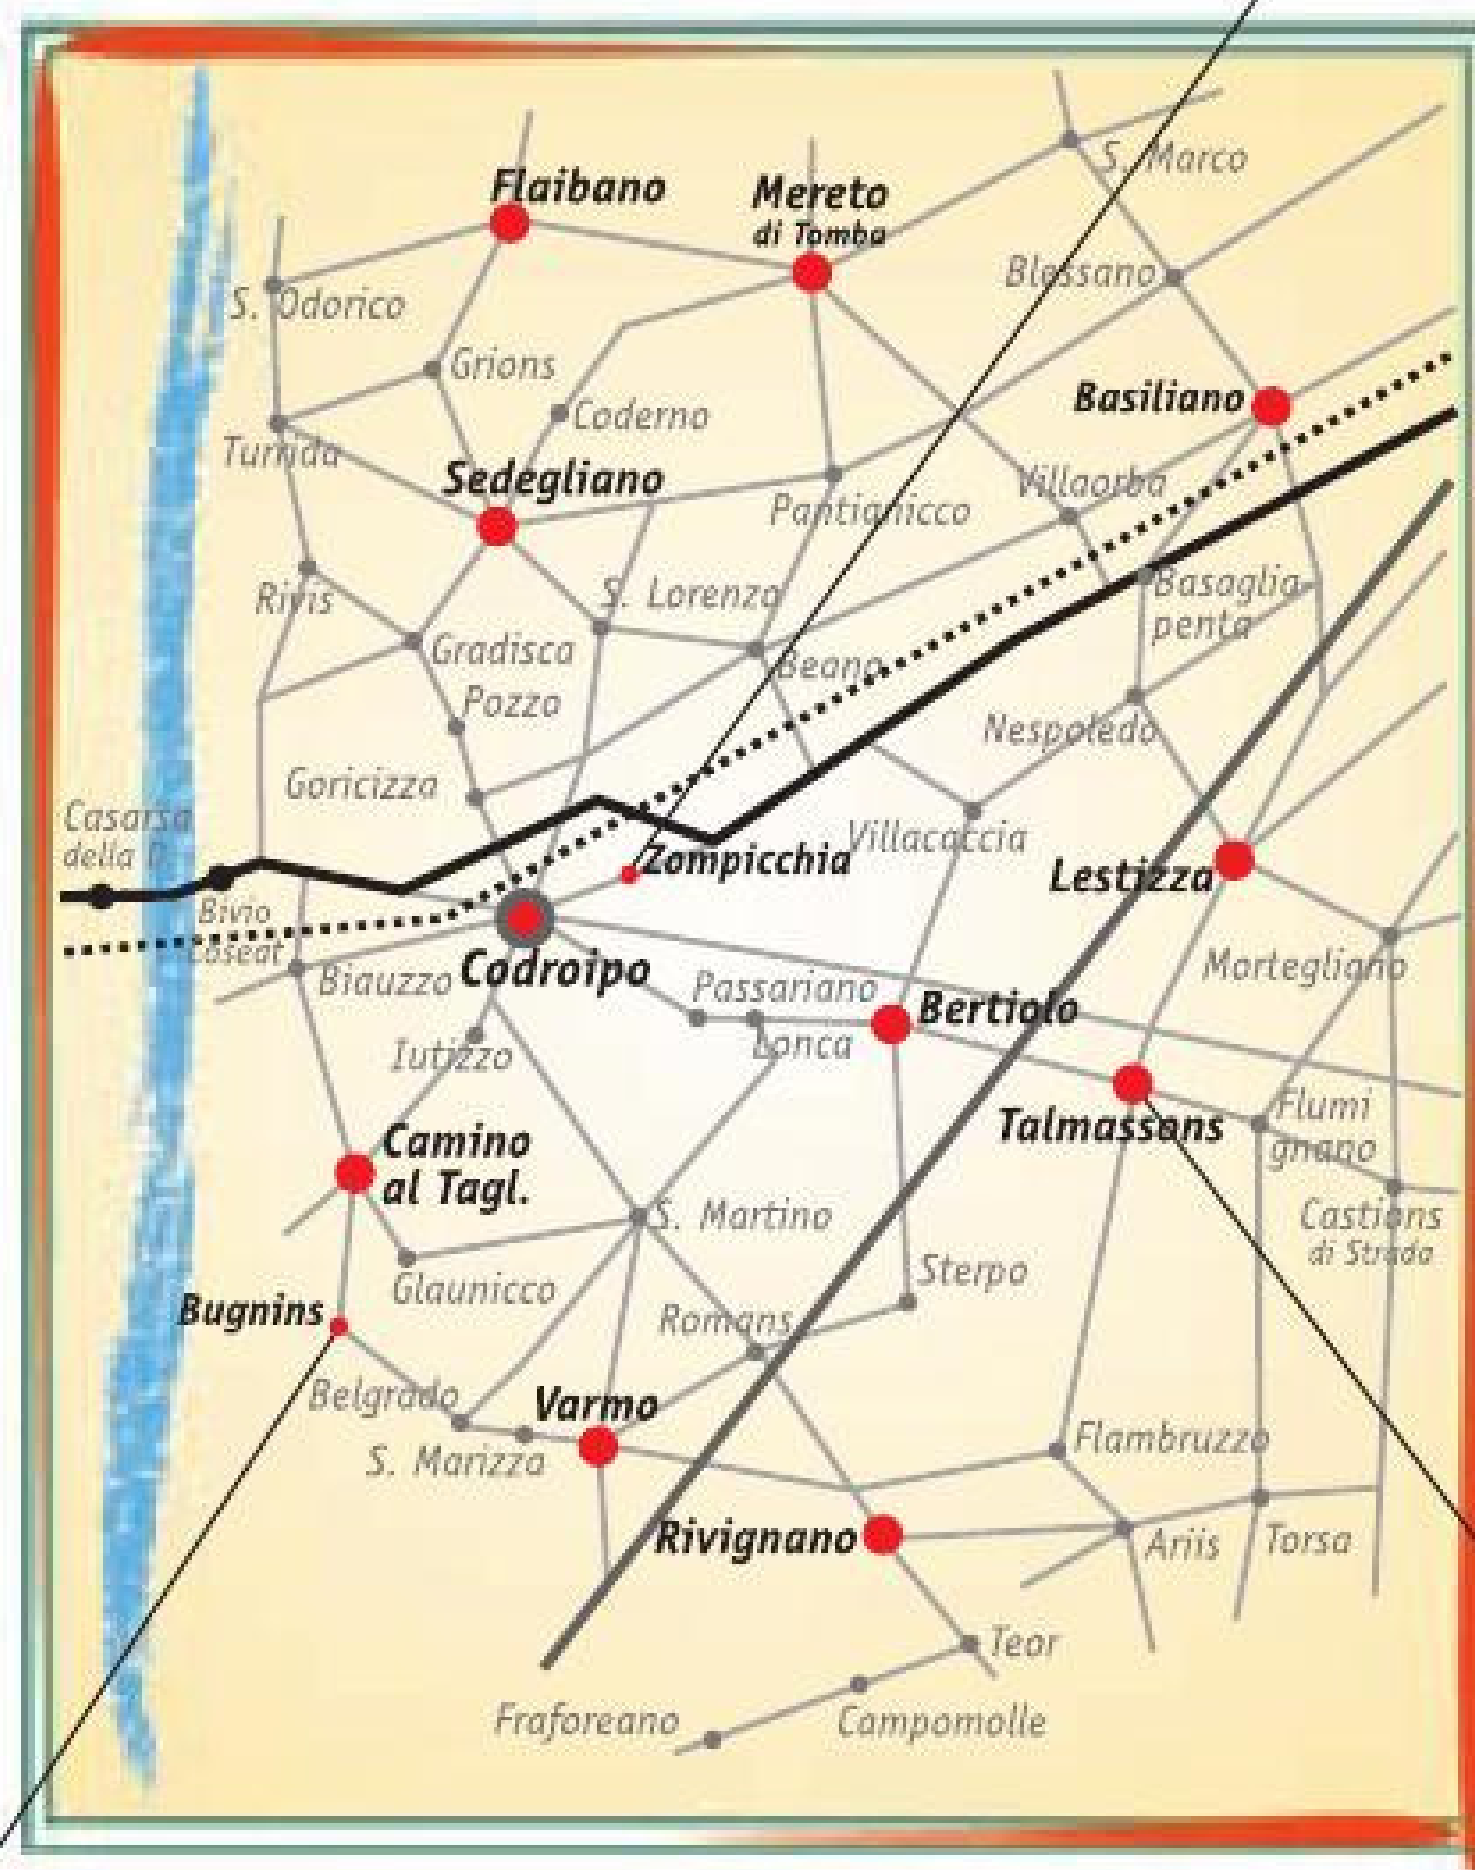 S. Marco
Flaibano
Mereto
di Tomba
Blessano
S. Odorico
Grions
Coderno
Basiliano
Turrida
Sedegliano
Villaorba
Pantianicco
Rivis
S. Lorenzo
Basaglia
penta
Gradisca
Beano
Pozzo
Nespoledo
Goricizza
Casarsa
della D.
Villacaccia
Zompicchia
Lestizza
Bivio
Coseat
Biauzzo
Codroipo
Passariano
Mortegliano
Bertiolo
Lonca
Iutizzo
Flumi
gnano
Talmassons
Camino
al Tagl.
S. Martino
Castions
di Strada
Sterpo
Glaunicco
Bugnins
Romans
Belgrado
Varmo
Flambruzzo
S. Marizza
Rivignano
Ariis
Torsa
Teor
Fraforeano
Campomolle